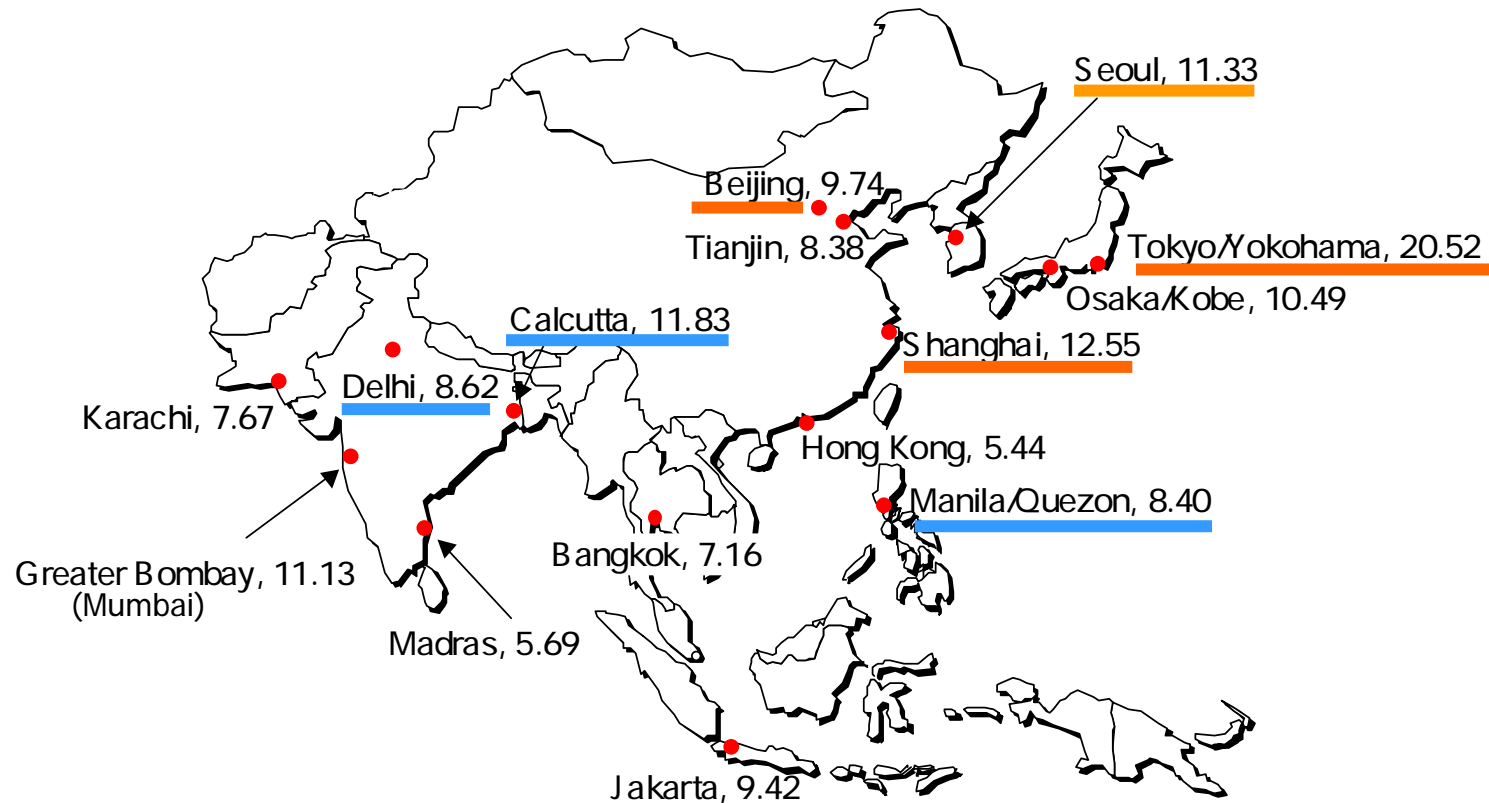 Seoul, 11.33
Beijing, 9.74
Tianjin, 8.38
Tokyo/Yokohama, 20.52
Osaka/Kobe, 10.49
Calcutta, 11.83
Shanghai, 12.55
Delhi, 8.62
Karachi, 7.67
Hong Kong, 5.44
Manila/Quezon, 8.40
Bangkok, 7.16
Greater Bombay, 11.13
(Mumbai)
Madras, 5.69
Jakarta, 9.42